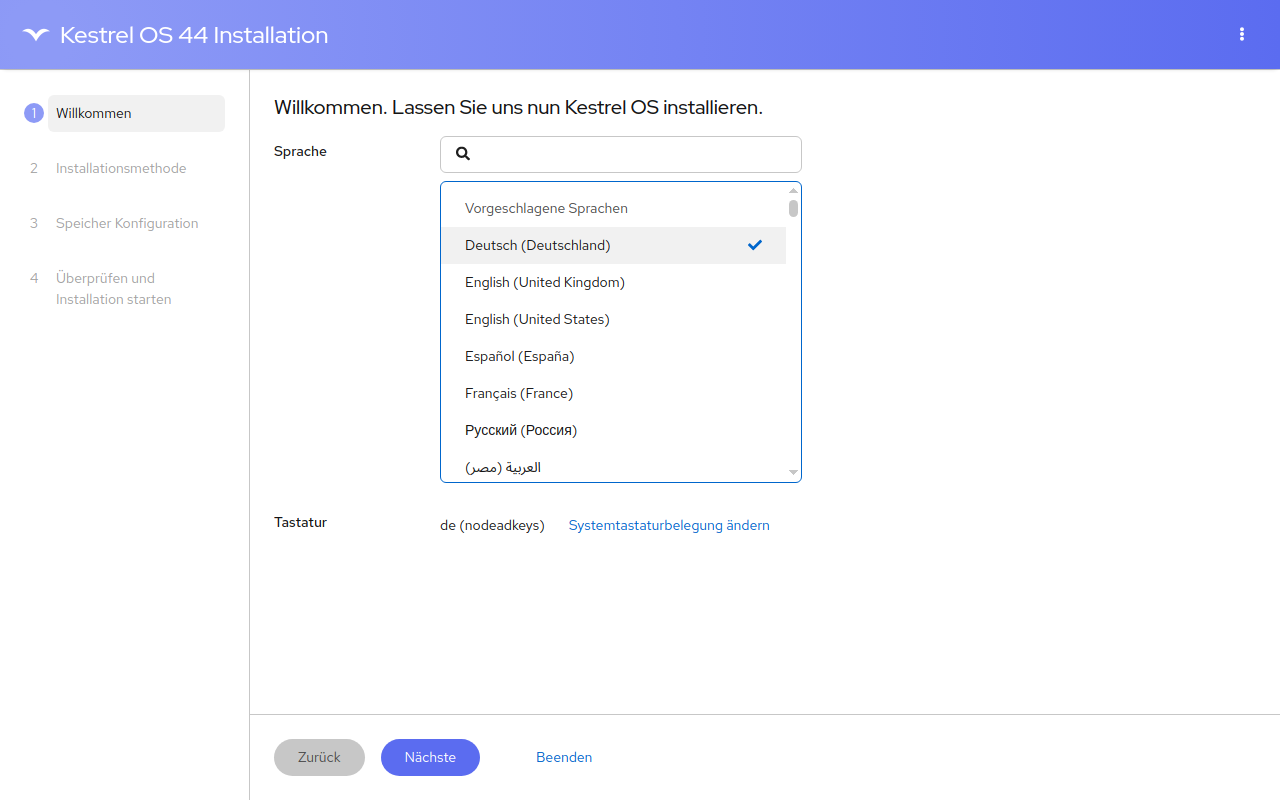 Kestrel OS 44 Installation
1 Willkommen
2 Installationsmethode
3 Speicher Konfiguration
4 Überprüfen und
Installation starten
Willkommen. Lassen Sie uns nun Kestrel OS installieren.
Sprache
Vorgeschlagene Sprachen
Deutsch (Deutschland)
English (United Kingdom)
English (United States)
Español (España)
Français (France)
Русский (Россия)
العربية (مصر)
Tastatur
de (nodeadkeys) Systemtastaturbelegung ändern
Zurück Nächste Beenden